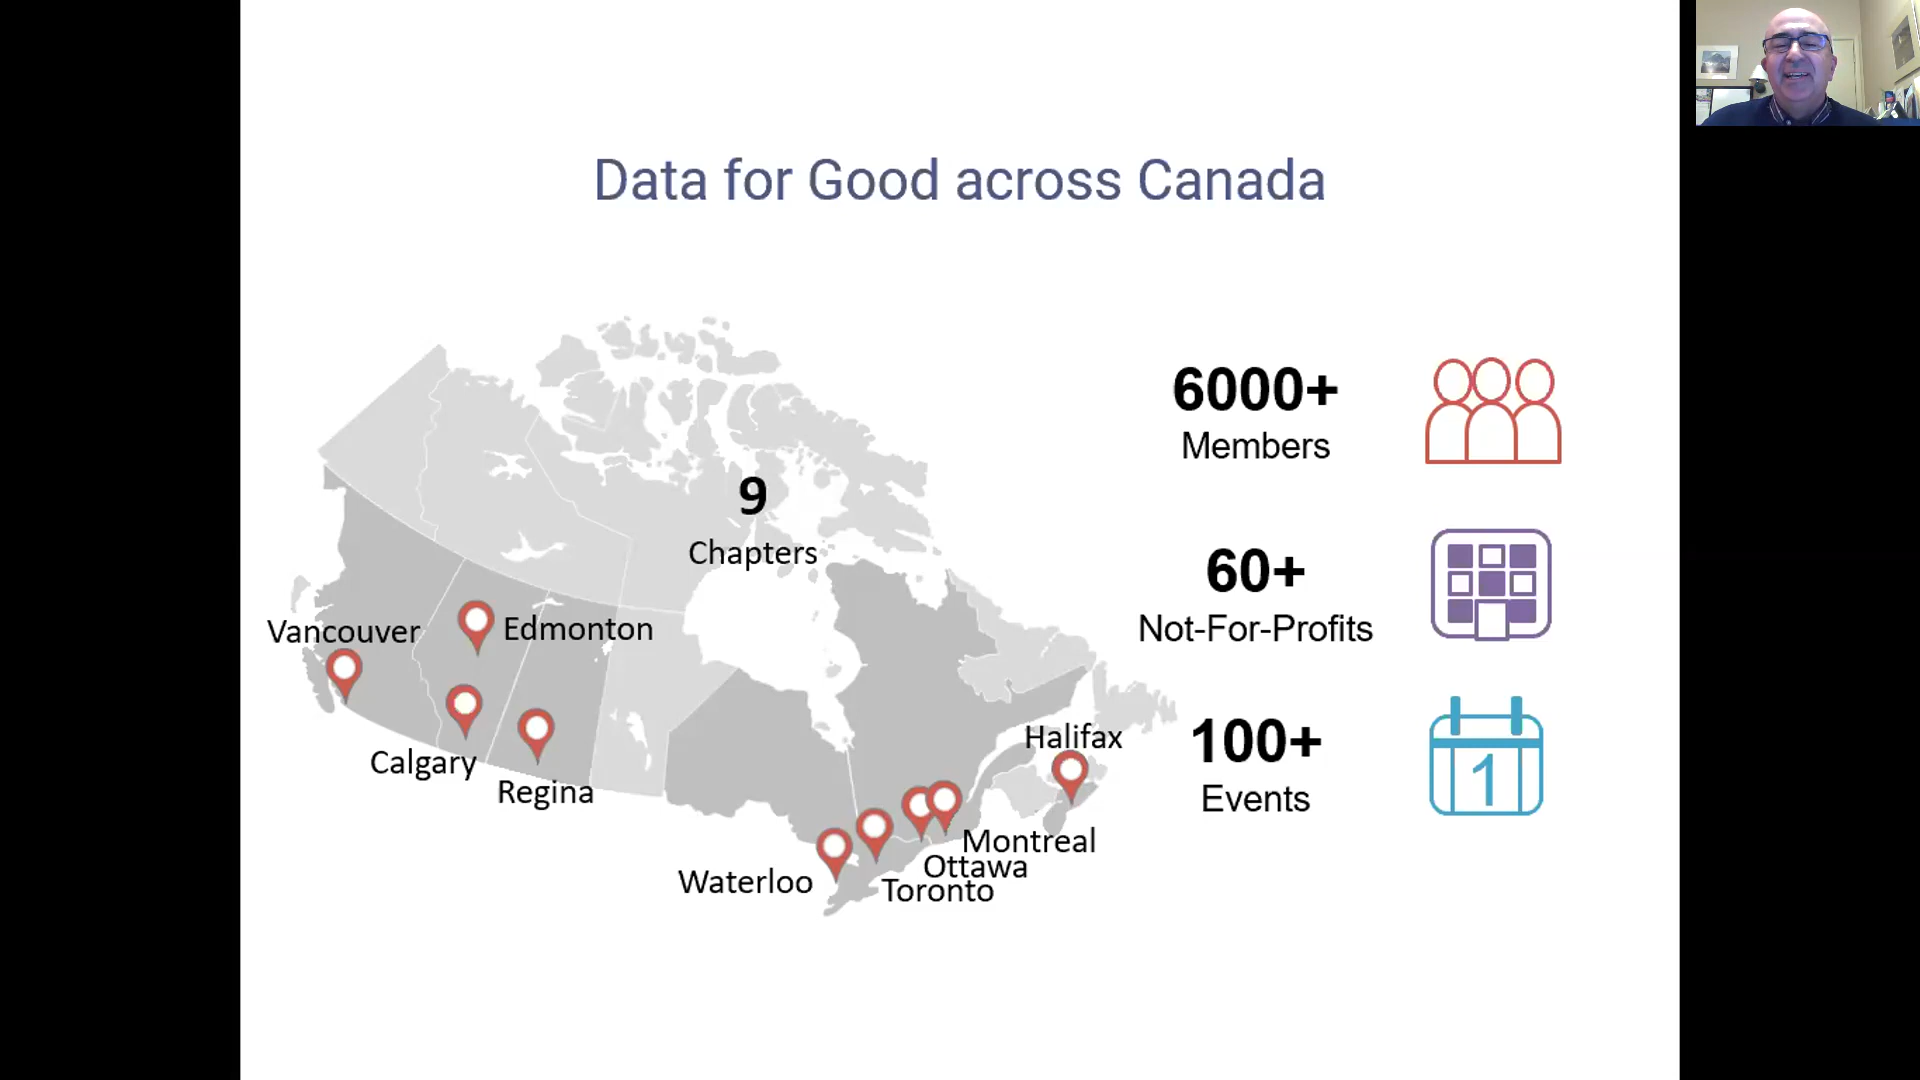 Data for Good across Canada
9
Chapters
Vancouver
Edmonton
Calgary
Regina
Waterloo
Toronto
Ottawa
Montreal
Halifax
6000+
Members
60+
Not-For-Profits
100+
Events
1